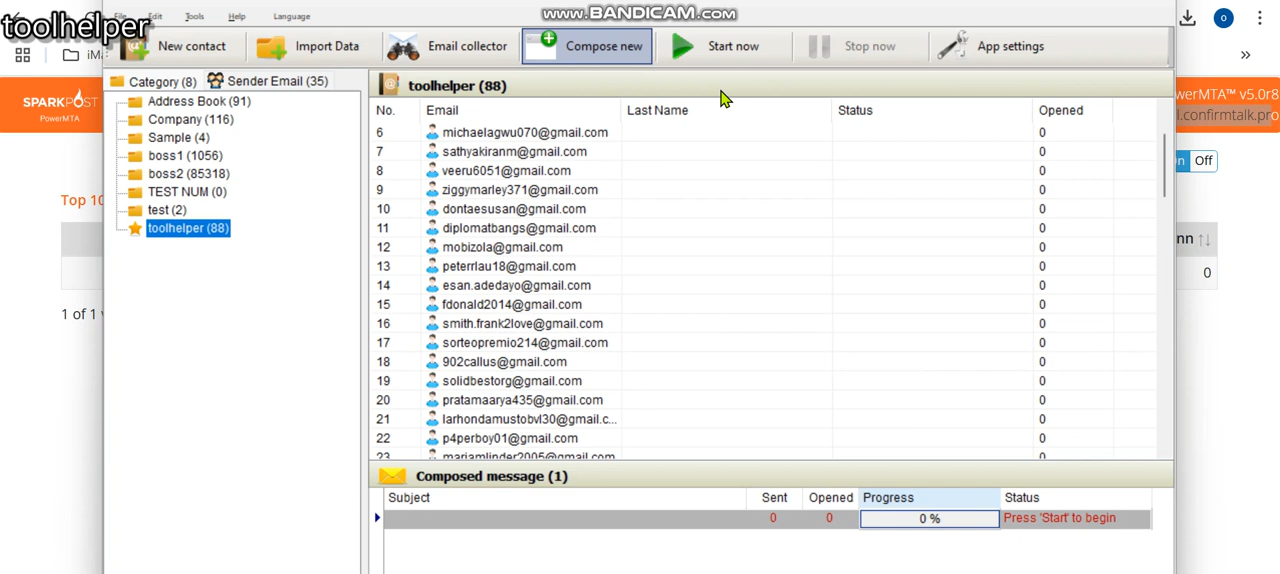 www.BANDICAM.com
toolhelper
File Edit Tools Help Language
New contact Import Data Email collector Compose new Start now Stop now App settings
Category (8) Sender Email (35)
Address Book (91)
Company (116)
Sample (4)
boss1 (1056)
boss2 (85318)
TEST NUM (0)
test (2)
toolhelper (88)
toolhelper (88)
No. Email Last Name Status Opened
6 michaelagwu070@gmail.com 0
7 sathyakiranm@gmail.com 0
8 veeru6051@gmail.com 0
9 ziggymarley371@gmail.com 0
10 dontaesusan@gmail.com 0
11 diplomatbangs@gmail.com 0
12 mobizola@gmail.com 0
13 peterrlau18@gmail.com 0
14 esan.adedayo@gmail.com 0
15 fdonald2014@gmail.com 0
16 smith.frank2love@gmail.com 0
17 sorteopremio214@gmail.com 0
18 902callus@gmail.com 0
19 solidbestorg@gmail.com 0
20 pratamaarya435@gmail.com 0
21 larhondamustobvl30@gmail.c... 0
22 p4perboy01@gmail.com 0
23 mariamlinder2005@gmail.com 0
Composed message (1)
Subject Sent Opened Progress Status
0 0 0 % Press 'Start' to begin
O
iMa
»
SPARKPOST
PowerMTA
werMTA™ v5.0r8
l.confirmtalk.pro
On Off
Top 10
nn
0
1 of 1